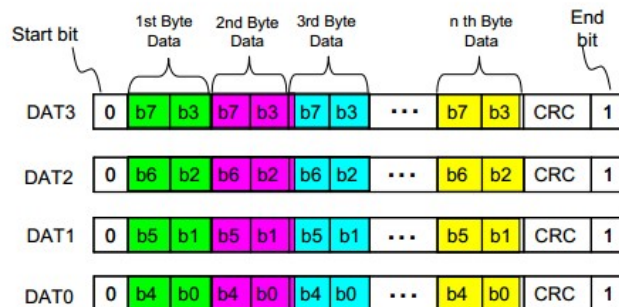 Start bit 1st Byte Data 2nd Byte Data 3rd Byte Data n th Byte Data End bit
DAT3 0 b7 b3 b7 b3 b7 b3 ... b7 b3 CRC 1
DAT2 0 b6 b2 b6 b2 b6 b2 ... b6 b2 CRC 1
DAT1 0 b5 b1 b5 b1 b5 b1 ... b5 b1 CRC 1
DAT0 0 b4 b0 b4 b0 b4 b0 ... b4 b0 CRC 1